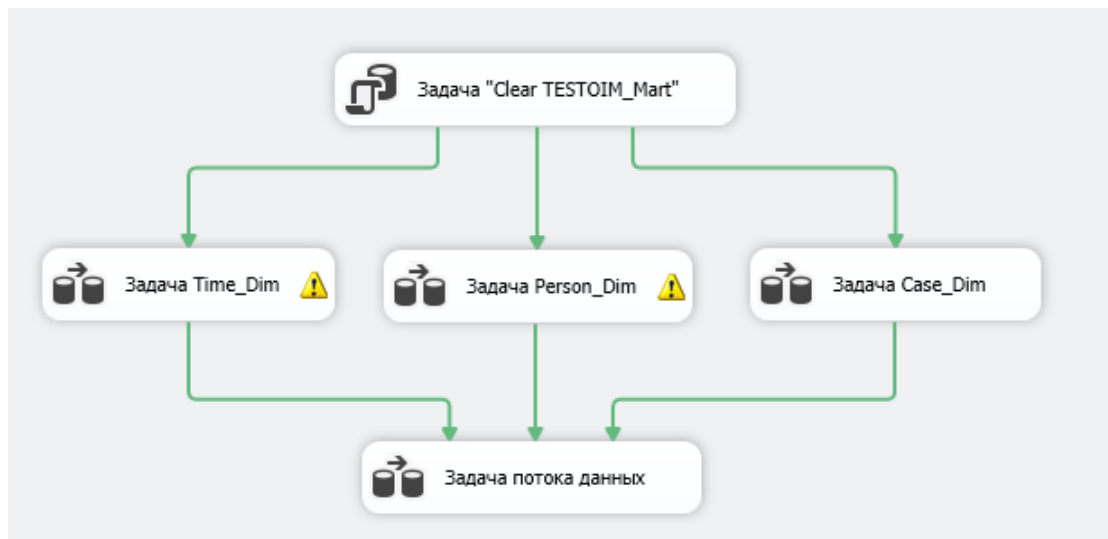 Задача "Clear TESTOIM_Mart"
Задача Time_Dim
Задача Person_Dim
Задача Case_Dim
Задача потока данных